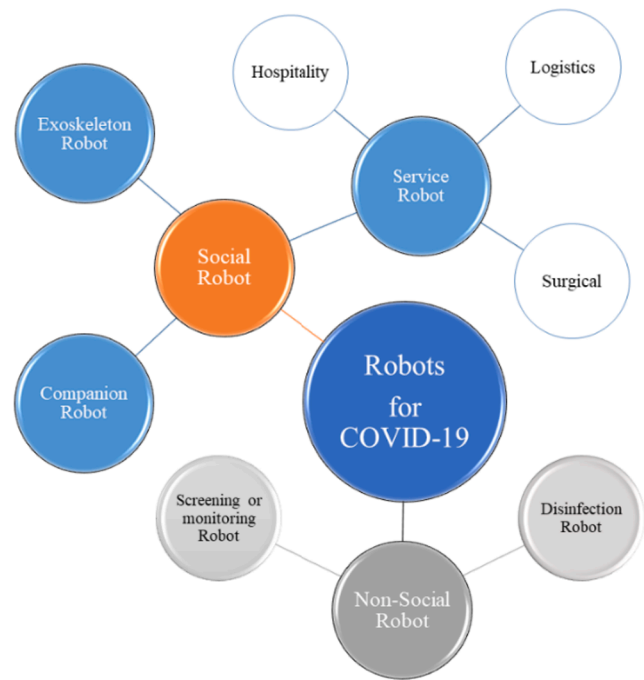 Hospitality
Logistics
Exoskeleton
Robot
Service
Robot
Social
Robot
Surgical
Robots
for
COVID-19
Companion
Robot
Screening or
monitoring
Robot
Disinfection
Robot
Non-Social
Robot